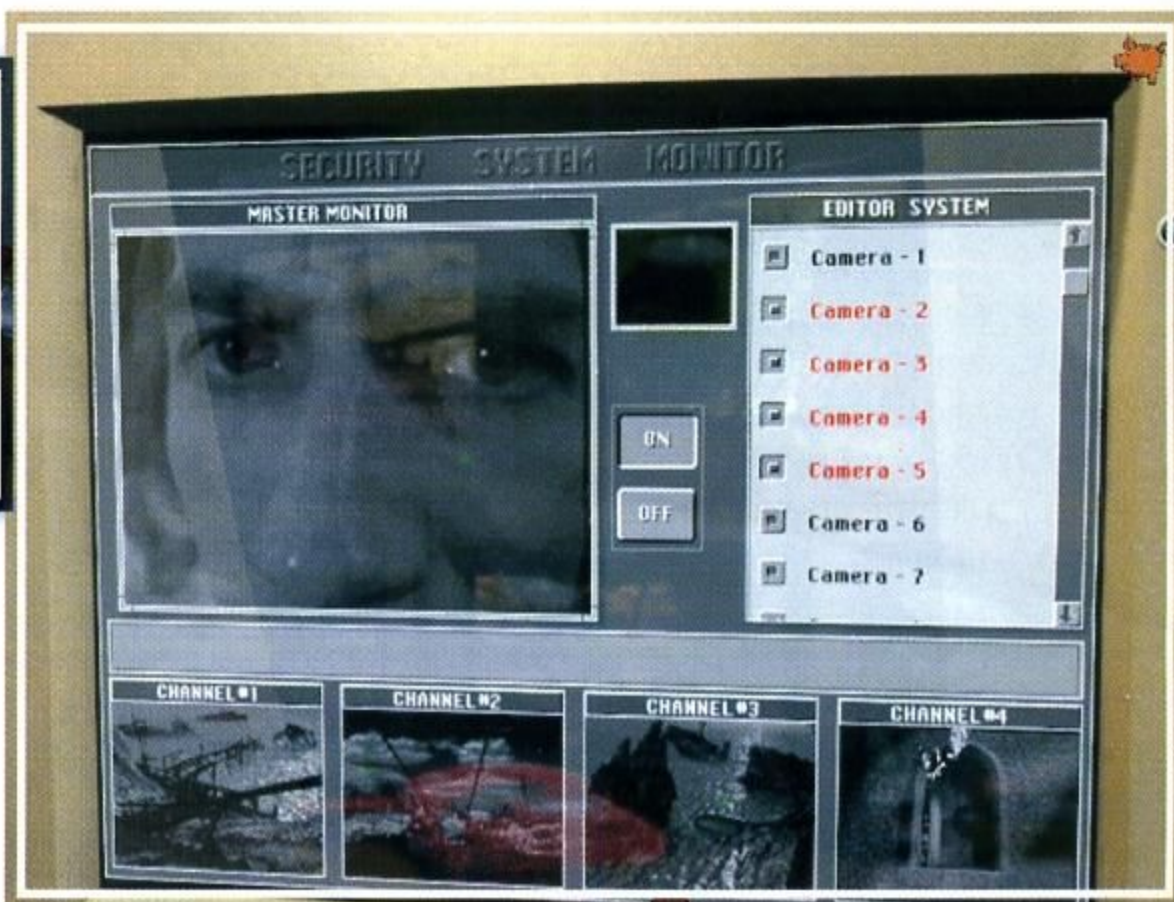 SECURITY SYSTEM MONITOR
MASTER MONITOR
EDITOR SYSTEM
Camera - 1
Camera - 2
Camera - 3
Camera - 4
Camera - 5
Camera - 6
Camera - 7
ON
OFF
CHANNEL#1
CHANNEL#2
CHANNEL#3
CHANNEL#4